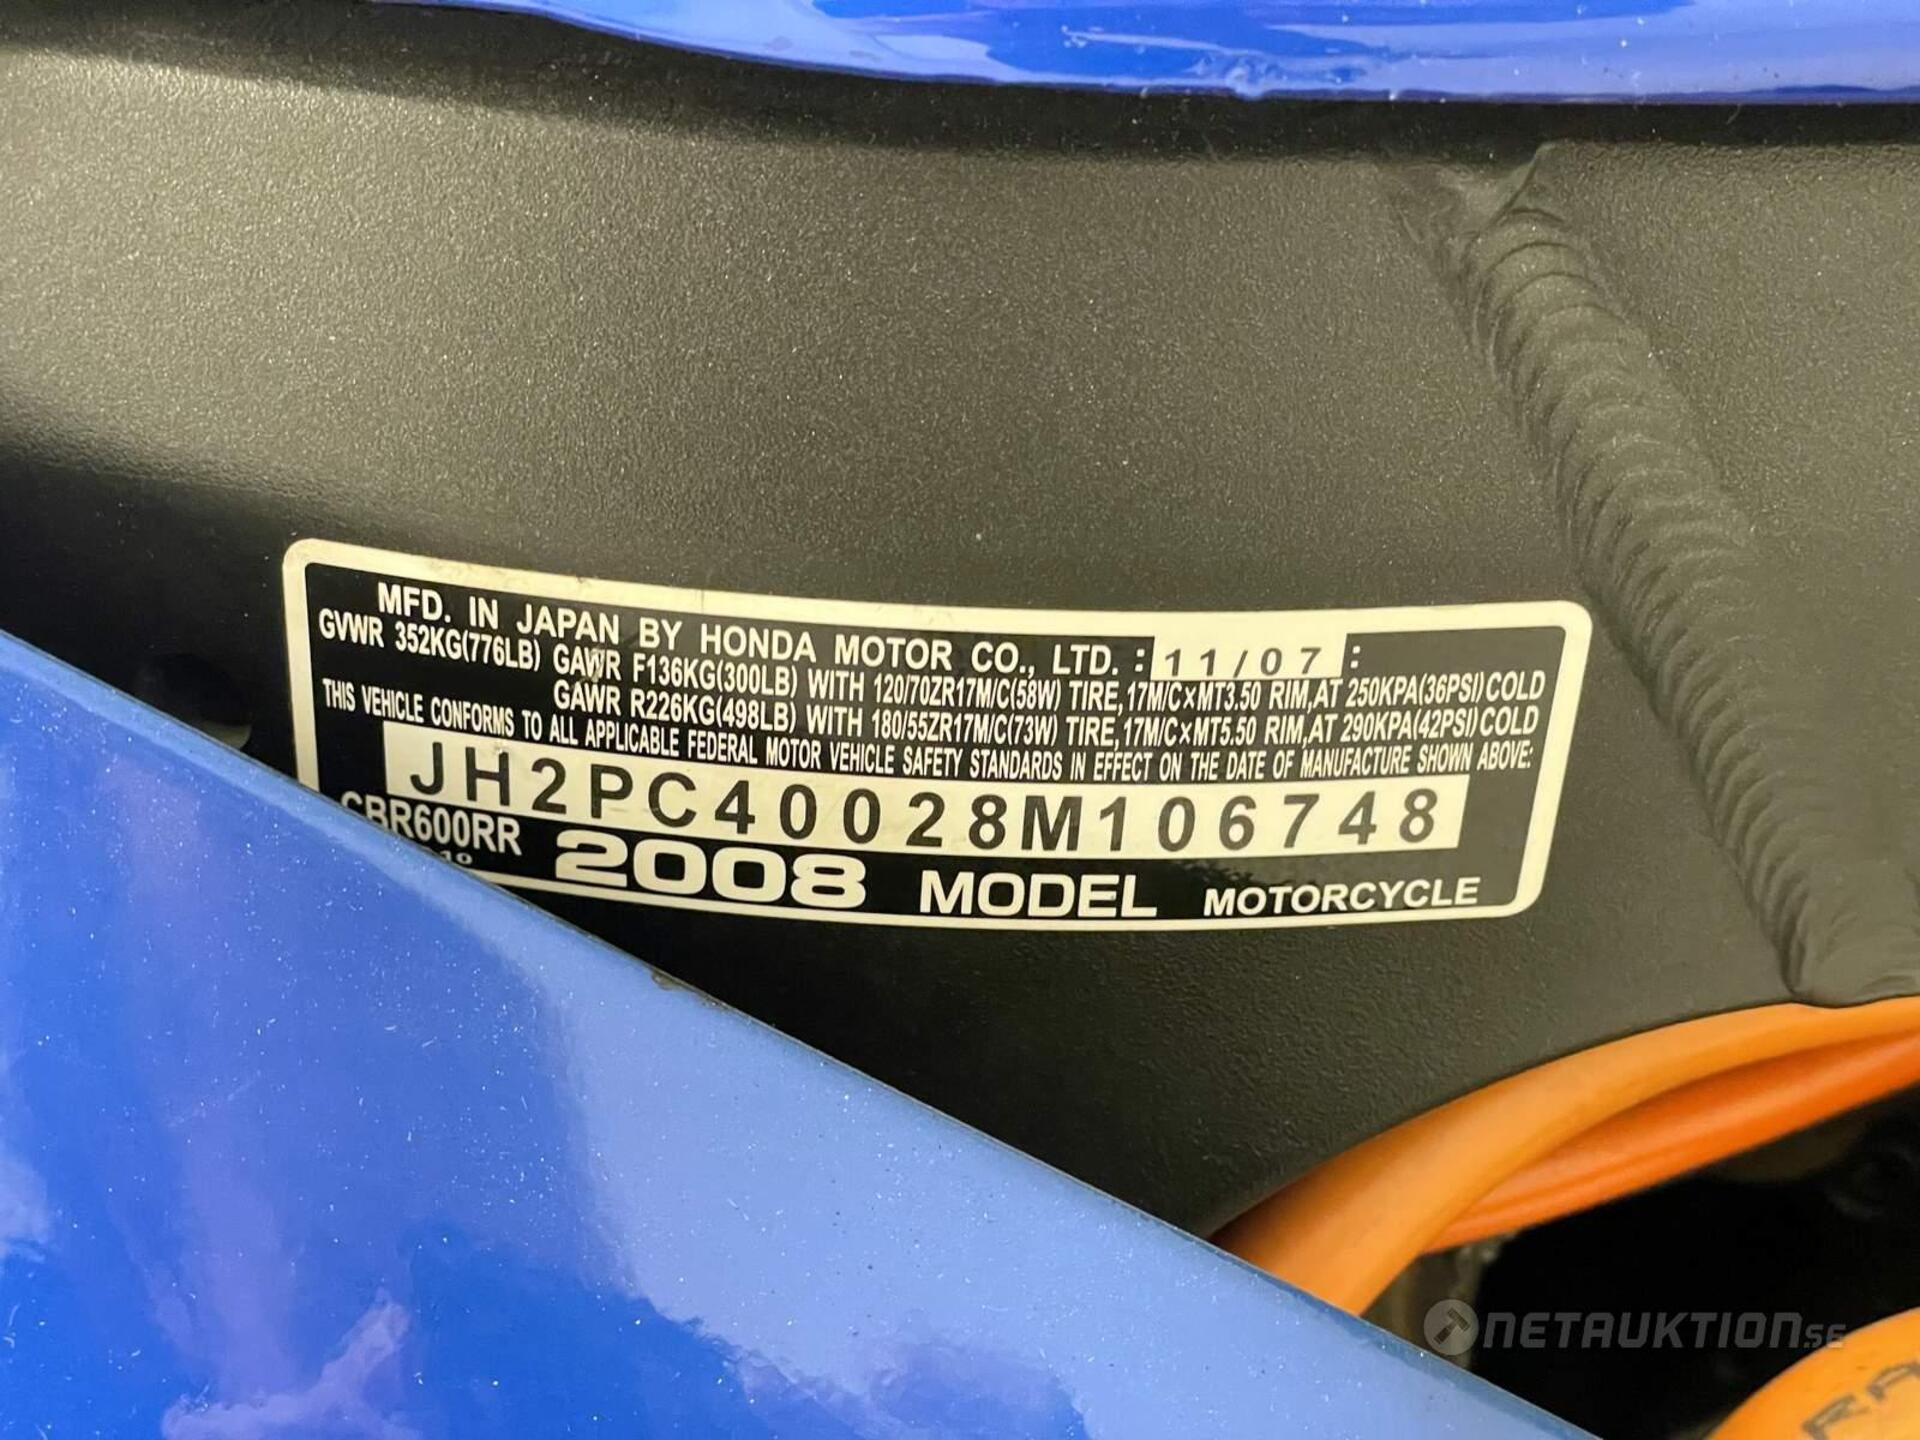 MFD. IN JAPAN BY HONDA MOTOR CO., LTD. : 11/07 :
GVWR 352KG(776LB) GAWR F136KG(300LB) WITH 120/70ZR17M/C(58W) TIRE,17M/C×MT3.50 RIM,AT 250KPA(36PSI)COLD
GAWR R226KG(498LB) WITH 180/55ZR17M/C(73W) TIRE,17M/C×MT5.50 RIM,AT 290KPA(42PSI)COLD
THIS VEHICLE CONFORMS TO ALL APPLICABLE FEDERAL MOTOR VEHICLE SAFETY STANDARDS IN EFFECT ON THE DATE OF MANUFACTURE SHOWN ABOVE:
JH2PC40028M106748
CBR600RR
2008 MODEL MOTORCYCLE
NETAUKTION.SE